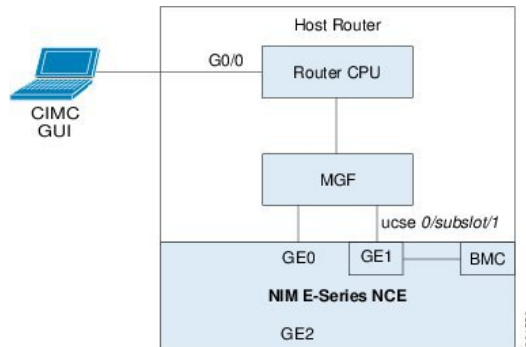 Host Router
G0/0
Router CPU
CIMC
GUI
MGF
ucse 0/subslot/1
GE0
GE1
BMC
NIM E-Series NCE
GE2